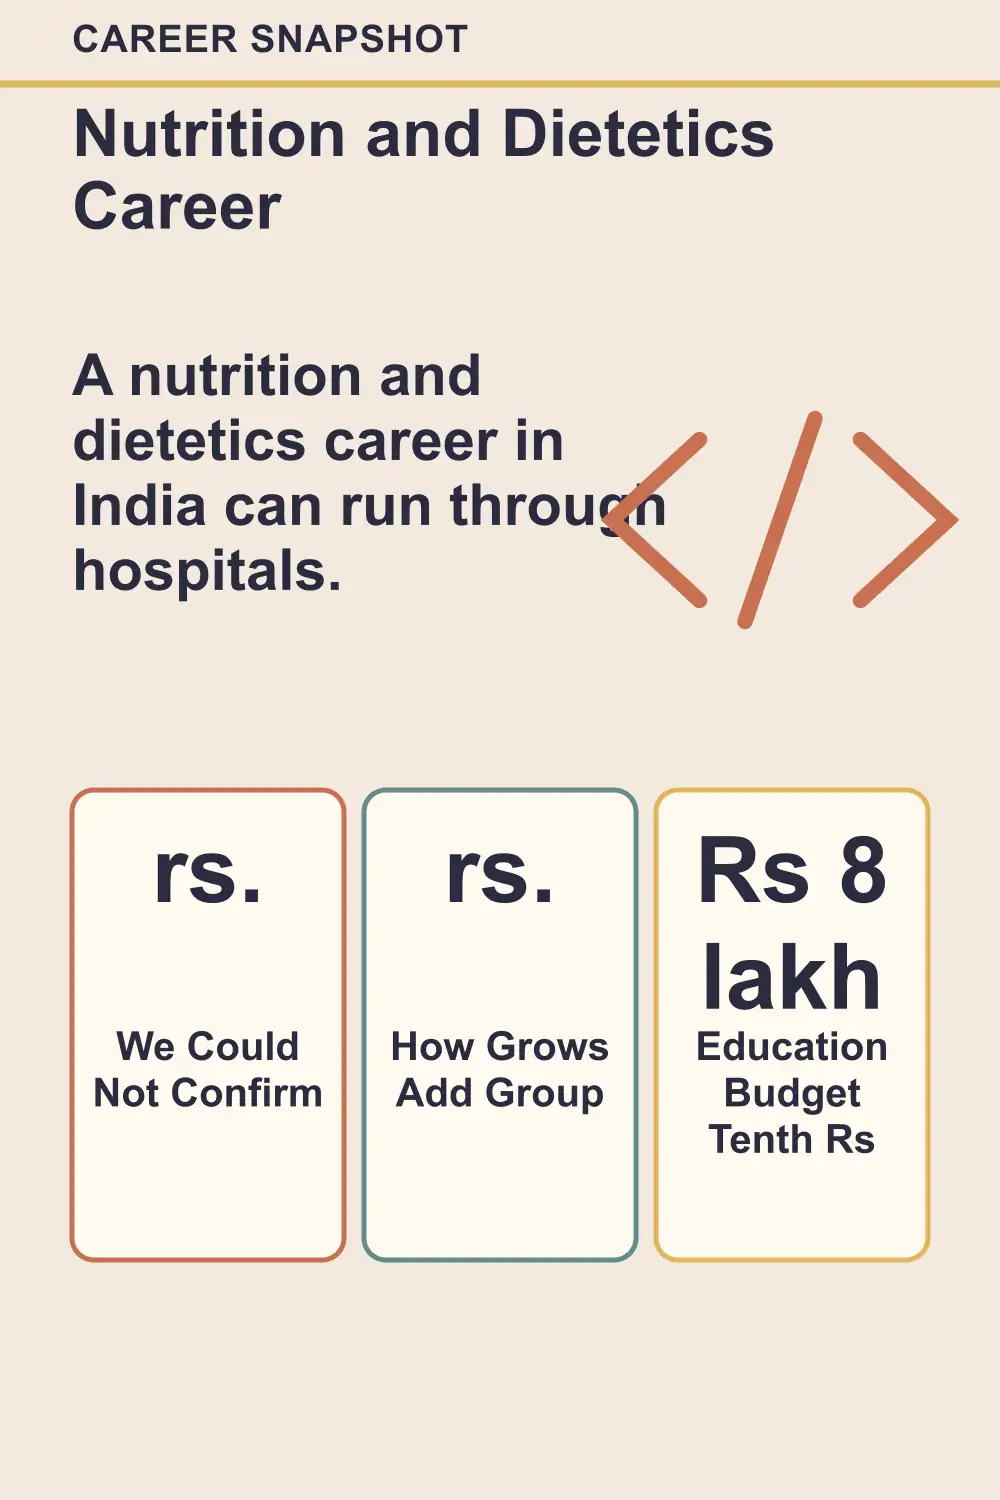 CAREER SNAPSHOT
Nutrition and Dietetics
Career
A nutrition and
dietetics career in
India can run through
hospitals.
rs.
We Could
Not Confirm
rs.
How Grows
Add Group
Rs 8
lakh
Education
Budget
Tenth Rs